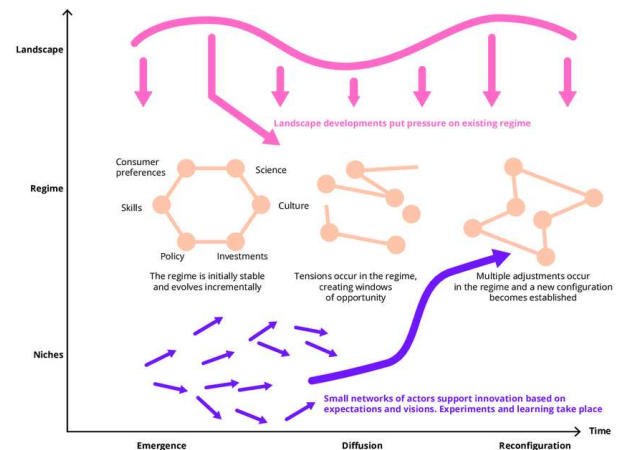 Landscape
Landscape developments put pressure on existing regime
Regime
Consumer
preferences
Science
Skills
Culture
Policy
Investments
The regime is initially stable
and evolves incrementally
Tensions occur in the regime,
creating windows
of opportunity
Multiple adjustments occur
in the regime and a new configuration
becomes established
Niches
Small networks of actors support innovation based on
expectations and visions. Experiments and learning take place
Time
Emergence
Diffusion
Reconfiguration